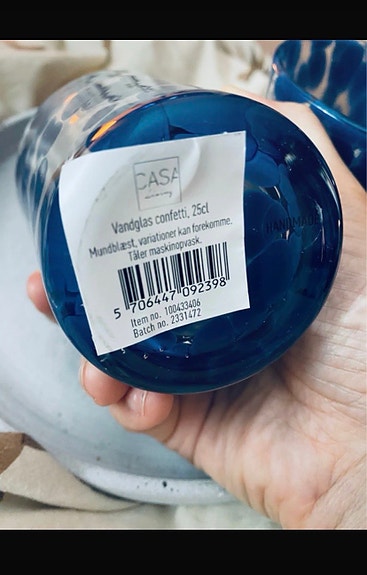 CASA
Vandglas confetti, 25cl
Mundblæst, variationer kan forekomme.
Tåler maskinopvask.
5 706447 092398
Item no. 100433406
Batch no. 2331472
HANDMADE